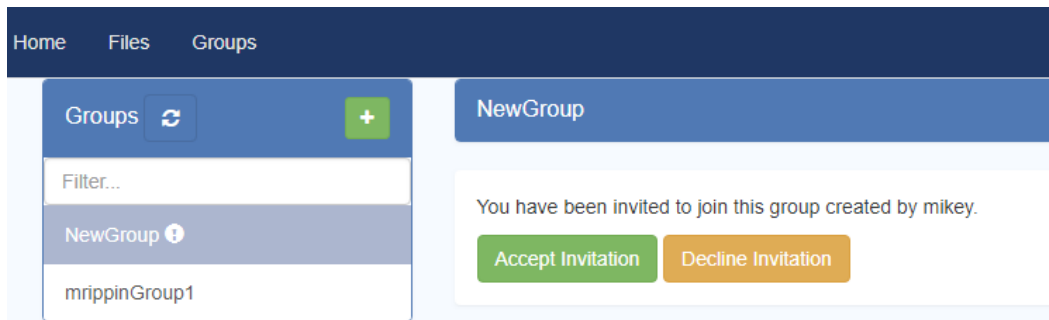 Home Files Groups
Groups
NewGroup
Filter...
NewGroup
mrippinGroup1
You have been invited to join this group created by mikey.
Accept Invitation Decline Invitation